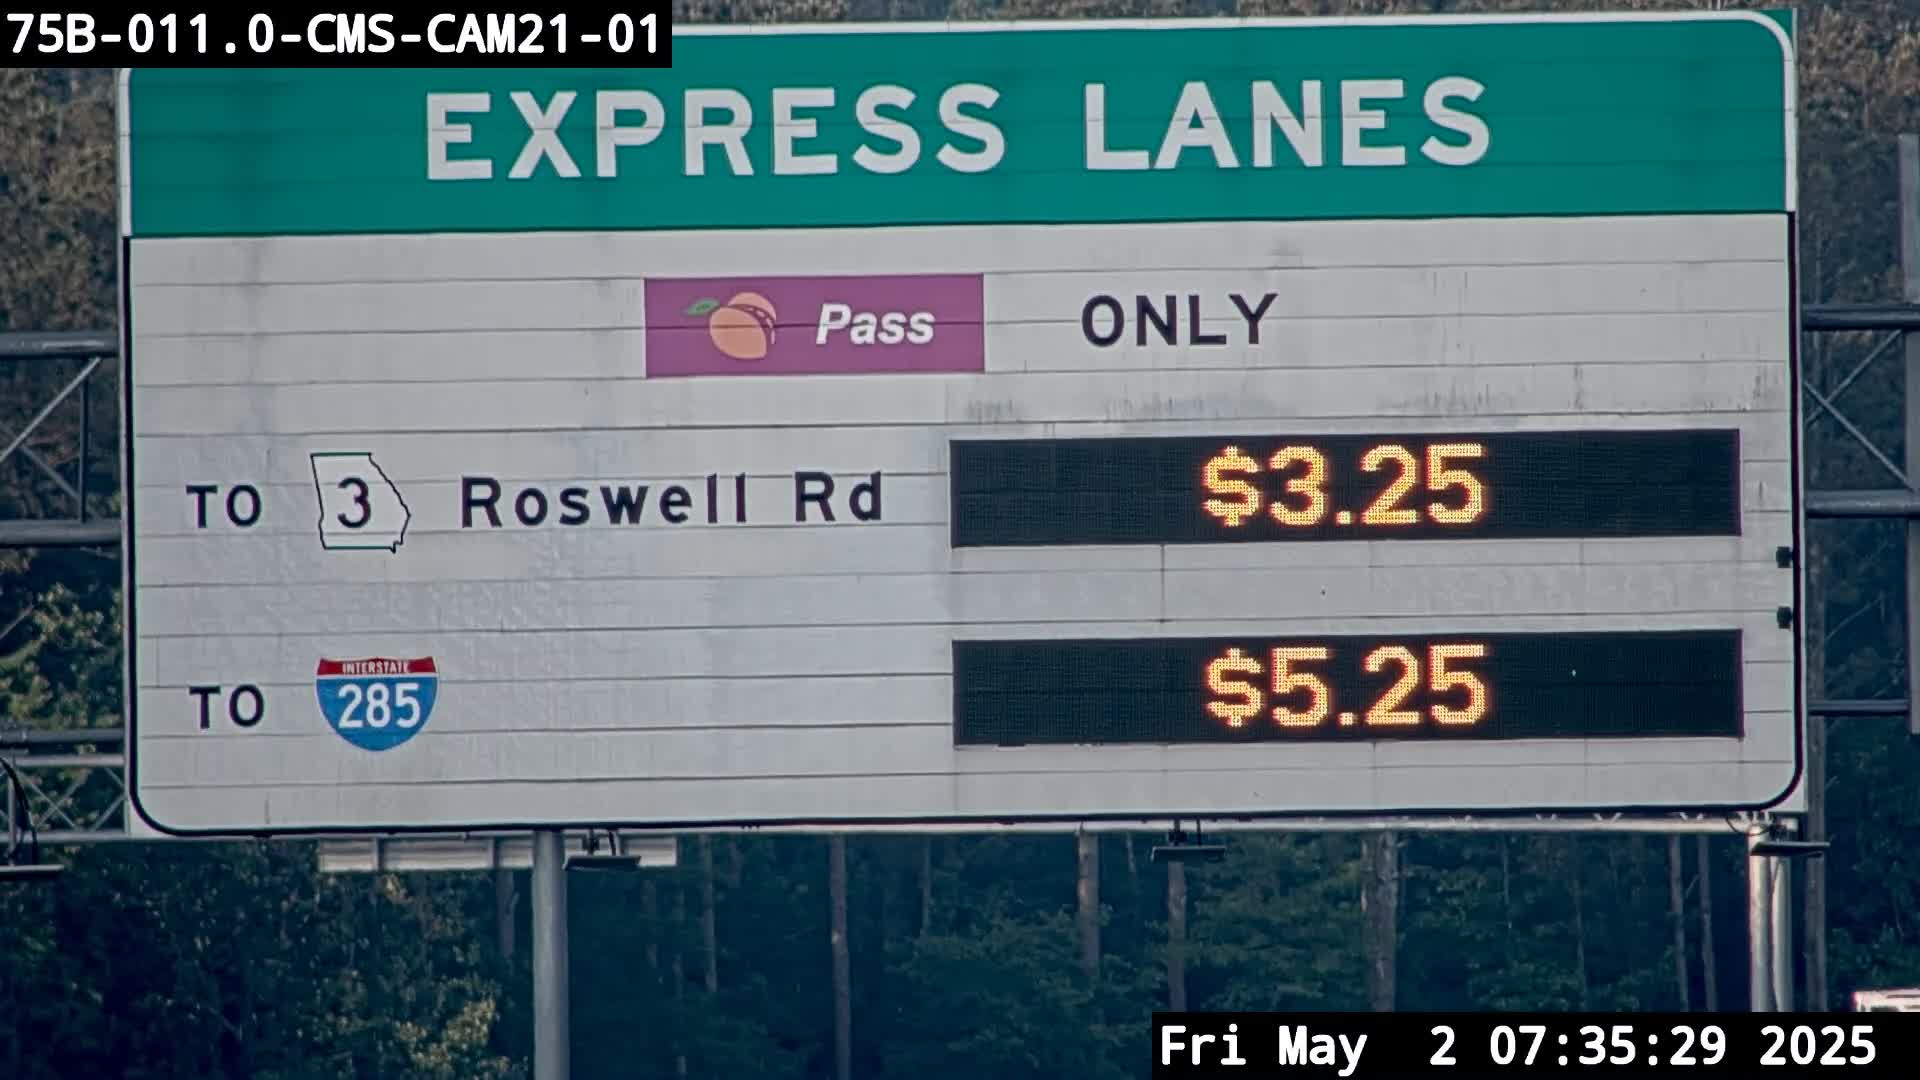 75B-011.0-CMS-CAM21-01
EXPRESS LANES
Pass ONLY
TO 3 Roswell Rd $3.25
INTERSTATE
TO 285 $5.25
Fri May 2 07:35:29 2025